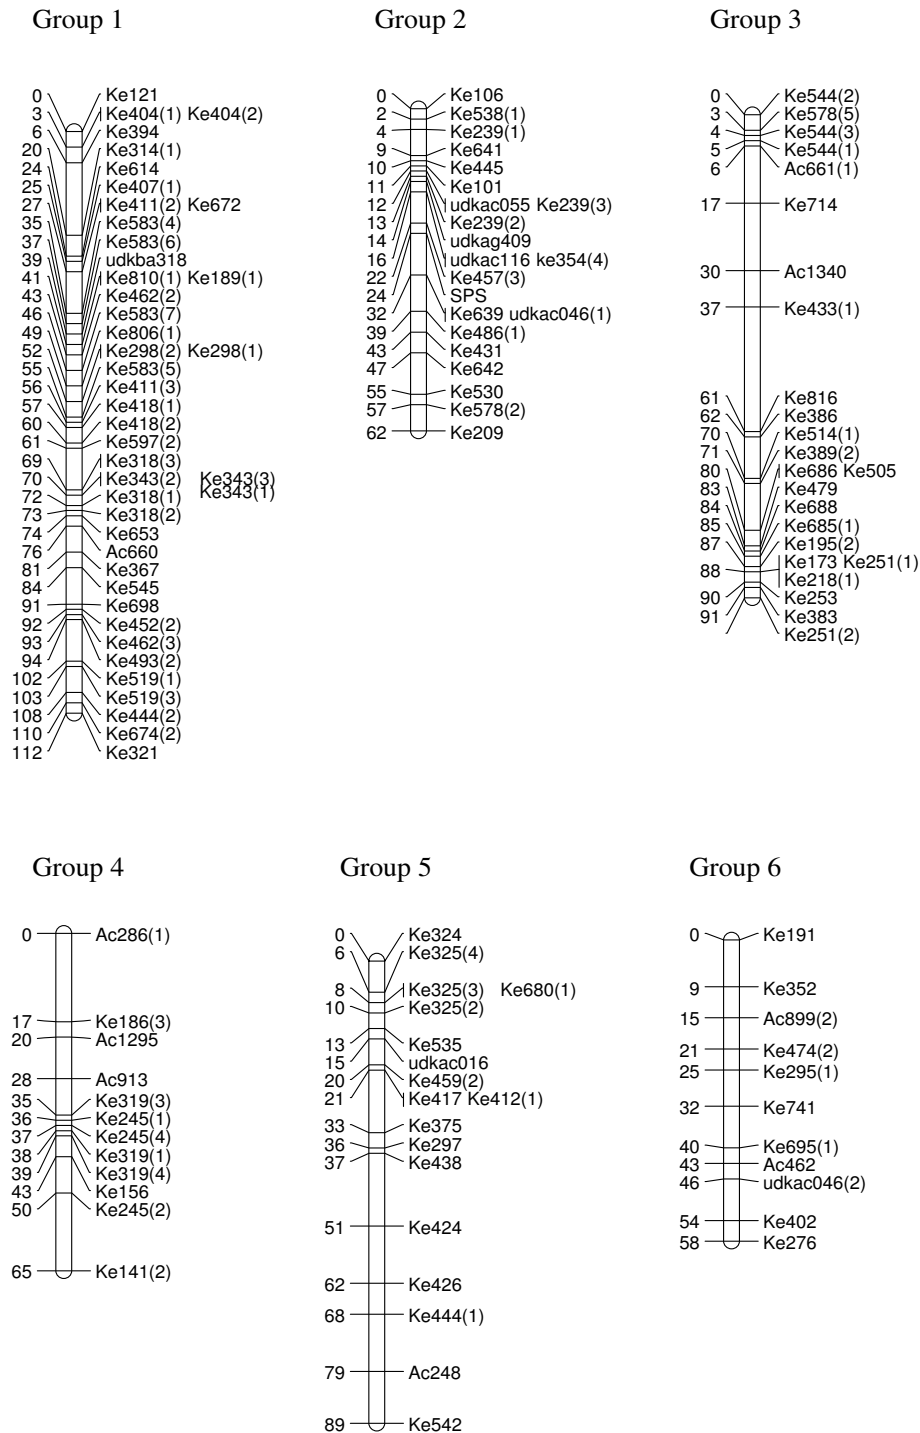 Group 1
0 Ke121
3 Ke404(1) Ke404(2)
6 Ke394
20 Ke314(1)
24 Ke614
25 Ke407(1)
27 Ke411(2) Ke672
35 Ke583(4)
37 Ke583(6)
39 udkba318
41 Ke810(1) Ke189(1)
43 Ke462(2)
46 Ke583(7)
49 Ke806(1)
52 Ke298(2) Ke298(1)
55 Ke583(5)
56 Ke411(3)
57 Ke418(1)
60 Ke418(2)
61 Ke597(2)
69 Ke318(3)
70 Ke343(2) Ke343(3)
Ke343(1)
72 Ke318(1)
73 Ke318(2)
74 Ke653
76 Ac660
81 Ke367
84 Ke545
91 Ke698
92 Ke452(2)
93 Ke462(3)
94 Ke493(2)
102 Ke519(1)
103 Ke519(3)
108 Ke444(2)
110 Ke674(2)
112 Ke321
Group 2
0 Ke106
2 Ke538(1)
4 Ke239(1)
9 Ke641
10 Ke445
11 Ke101
12 udkac055 Ke239(3)
13 Ke239(2)
14 udkag409
16 udkac116 ke354(4)
22 Ke457(3)
24 SPS
32 Ke639 udkac046(1)
39 Ke486(1)
43 Ke431
47 Ke642
55 Ke530
57 Ke578(2)
62 Ke209
Group 3
0 Ke544(2)
3 Ke578(5)
4 Ke544(3)
5 Ke544(1)
6 Ac661(1)
17 Ke714
30 Ac1340
37 Ke433(1)
61 Ke816
62 Ke386
70 Ke514(1)
71 Ke389(2)
80 Ke686 Ke505
83 Ke479
84 Ke688
85 Ke685(1)
87 Ke195(2)
88 Ke173 Ke251(1)
Ke218(1)
90 Ke253
91 Ke383
Ke251(2)
Group 4
0 Ac286(1)
17 Ke186(3)
20 Ac1295
28 Ac913
35 Ke319(3)
36 Ke245(1)
37 Ke245(4)
38 Ke319(1)
39 Ke319(4)
43 Ke156
50 Ke245(2)
65 Ke141(2)
Group 5
0 Ke324
6 Ke325(4)
8 Ke325(3) Ke680(1)
10 Ke325(2)
13 Ke535
15 udkac016
20 Ke459(2)
21 Ke417 Ke412(1)
33 Ke375
36 Ke297
37 Ke438
51 Ke424
62 Ke426
68 Ke444(1)
79 Ac248
89 Ke542
Group 6
0 Ke191
9 Ke352
15 Ac899(2)
21 Ke474(2)
25 Ke295(1)
32 Ke741
40 Ke695(1)
43 Ac462
46 udkac046(2)
54 Ke402
58 Ke276